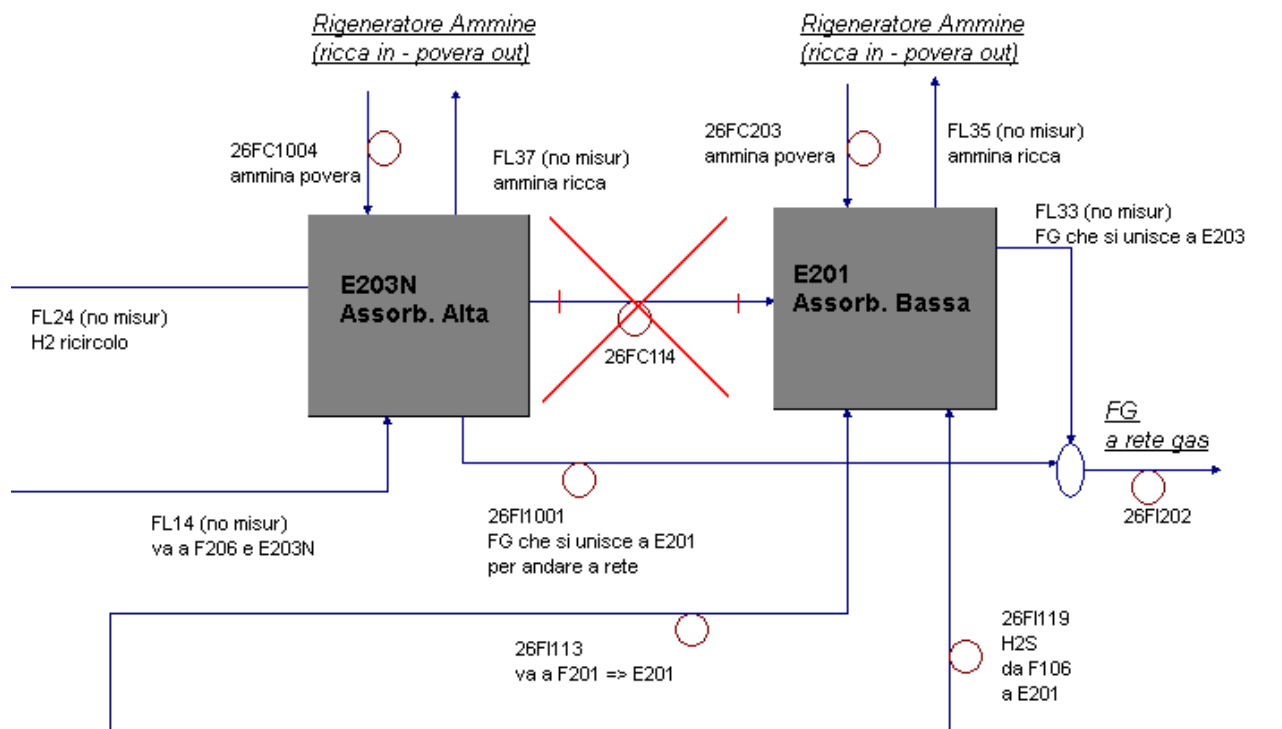 Rigeneratore Ammine
(ricca in - povera out)
Rigeneratore Ammine
(ricca in - povera out)
26FC1004
ammina povera
FL37 (no misur)
ammina ricca
26FC203
ammina povera
FL35 (no misur)
ammina ricca
FL33 (no misur)
FG che si unisce a E203
E203N
Assorb. Alta
E201
Assorb. Bassa
FL24 (no misur)
H2 ricircolo
26FC114
FG
a rete gas
FL14 (no misur)
va a F206 e E203N
26FI1001
FG che si unisce a E201
per andare a rete
26FI202
26FI113
va a F201 => E201
26FI119
H2S
da F106
a E201